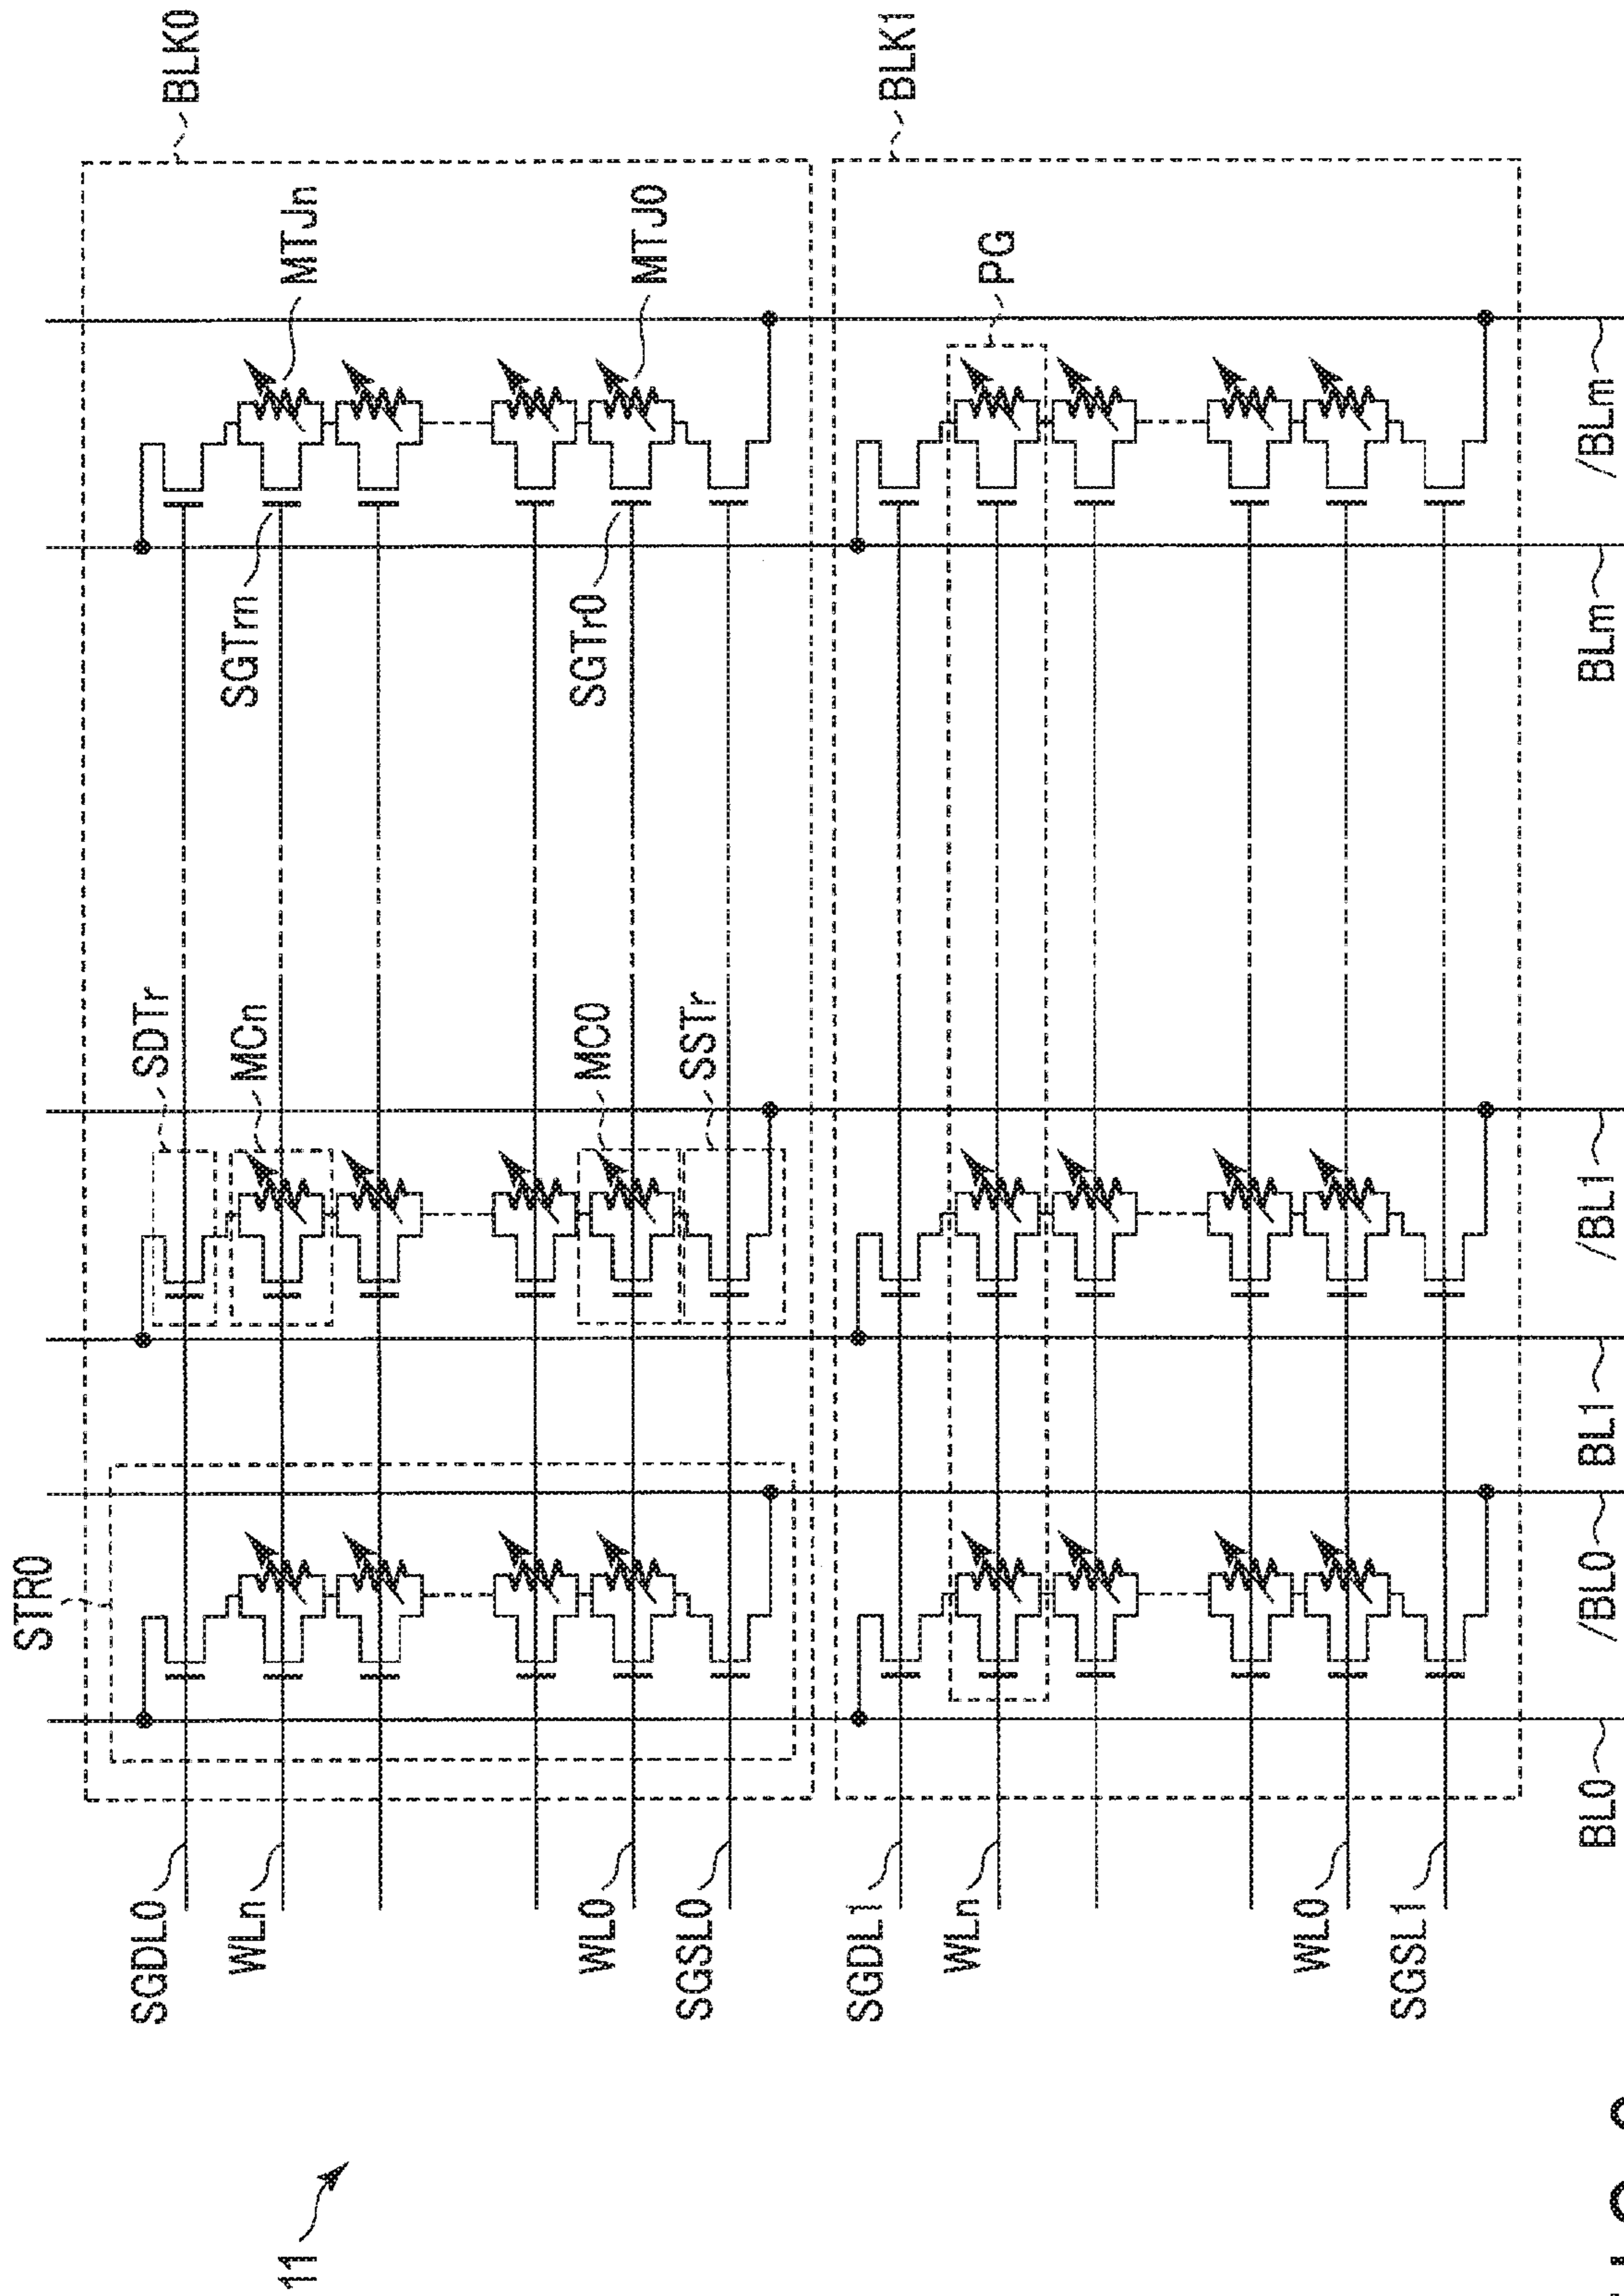 STR0
SGDL0
SDTr
BLK0
WLn
MCn
SGTrn
MTJn
11
WL0
MC0
SGTr0
MTJ0
SGSL0
SSTr
SGDL1
BLK1
WLn
PG
WL0
SGSL1
BL0
/BL0
BL1
/BL1
BLm
/BLm